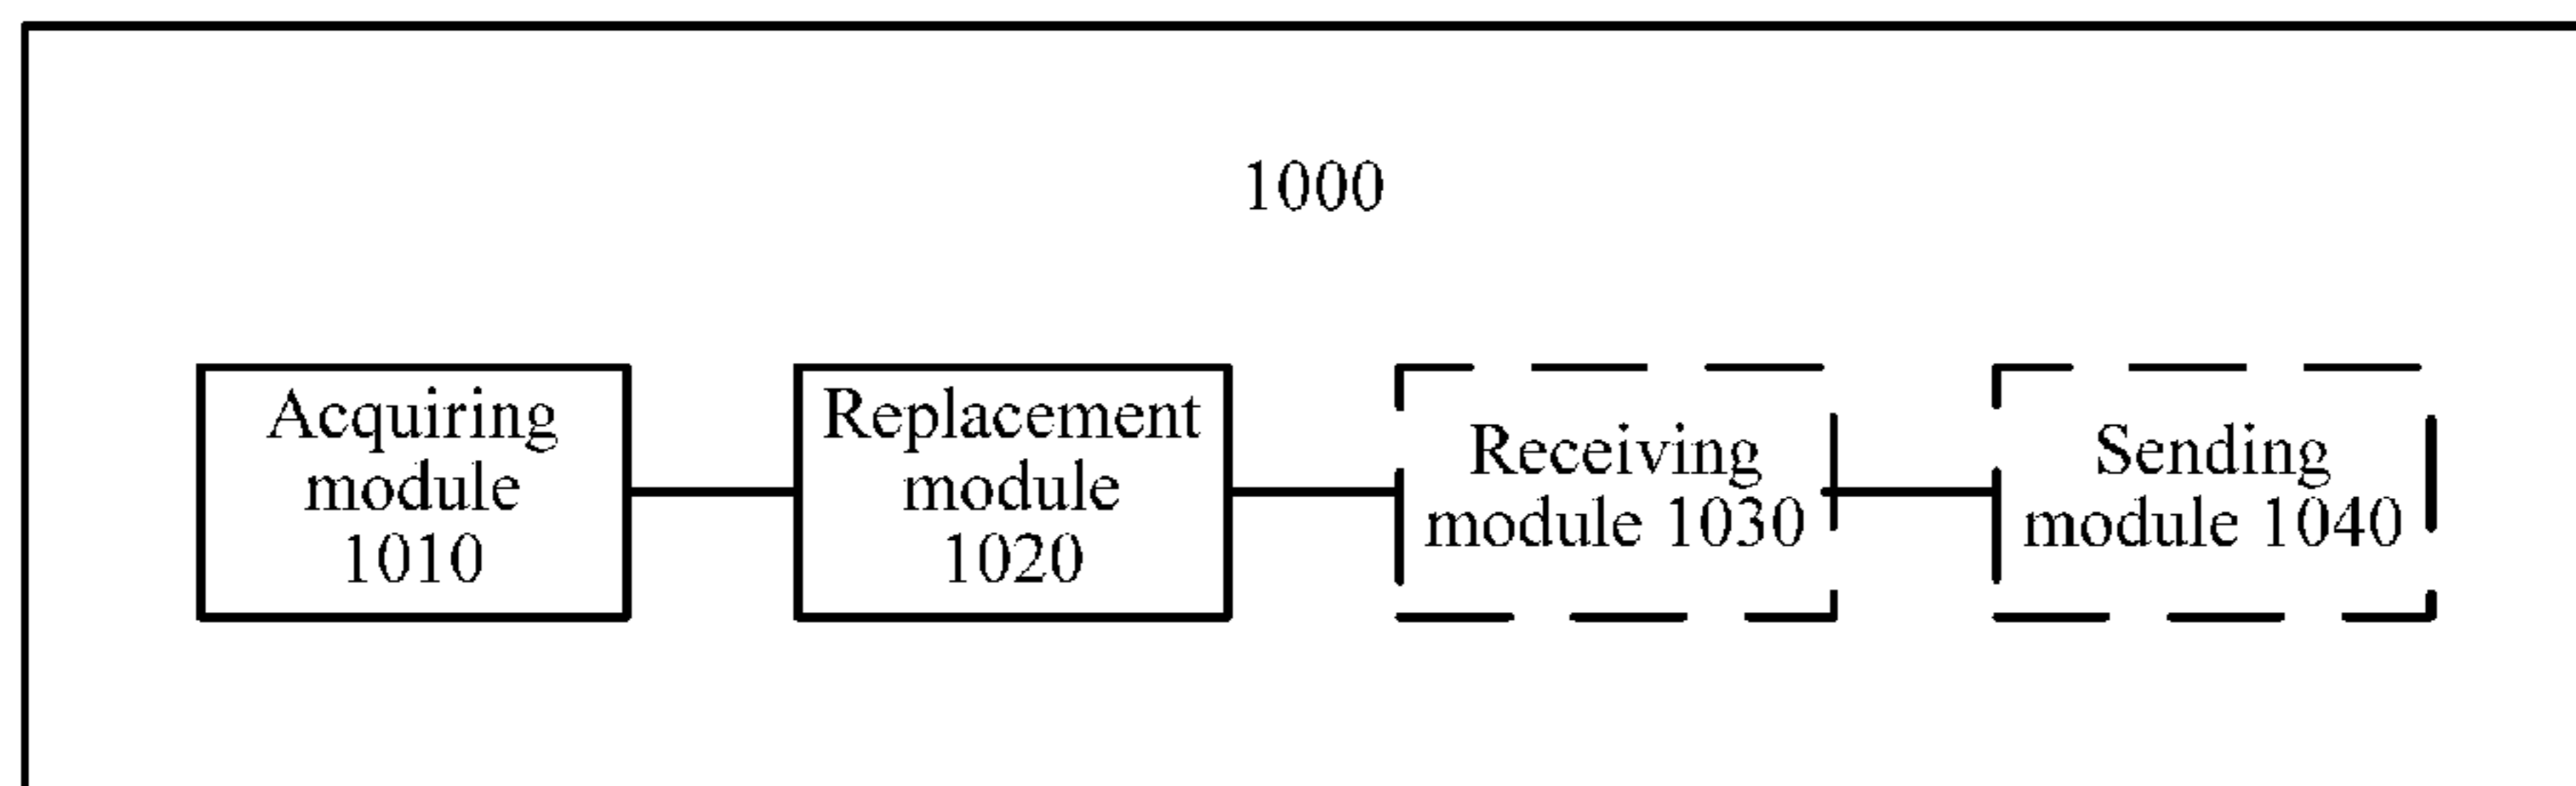 1000
Acquiring
module
1010
Replacement
module
1020
Receiving
module 1030
Sending
module 1040